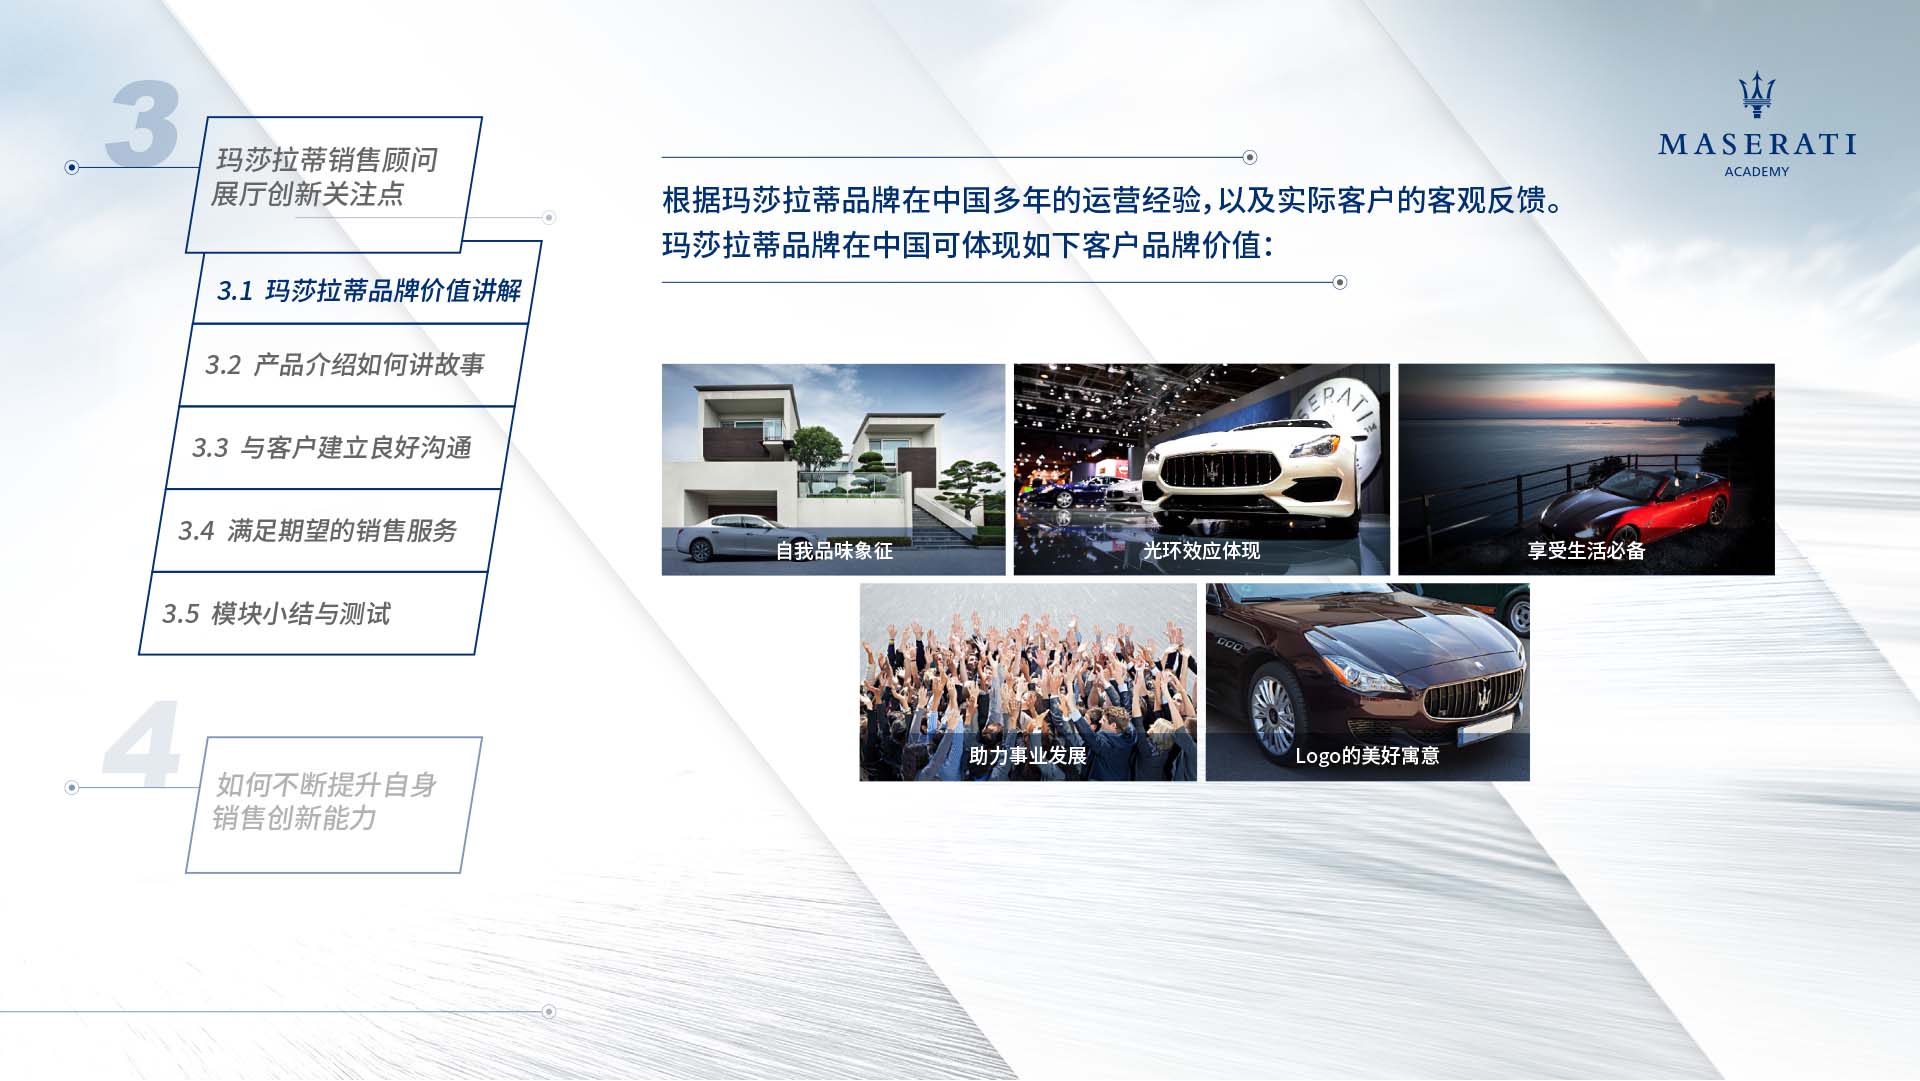 3
玛莎拉蒂销售顾问
展厅创新关注点
3.1 玛莎拉蒂品牌价值讲解
3.2 产品介绍如何讲故事
3.3 与客户建立良好沟通
3.4 满足期望的销售服务
3.5 模块小结与测试
4
如何不断提升自身
销售创新能力
MASERATI
ACADEMY
根据玛莎拉蒂品牌在中国多年的运营经验，以及实际客户的客观反馈。
玛莎拉蒂品牌在中国可体现如下客户品牌价值：
自我品味象征
光环效应体现
享受生活必备
助力事业发展
Logo的美好寓意